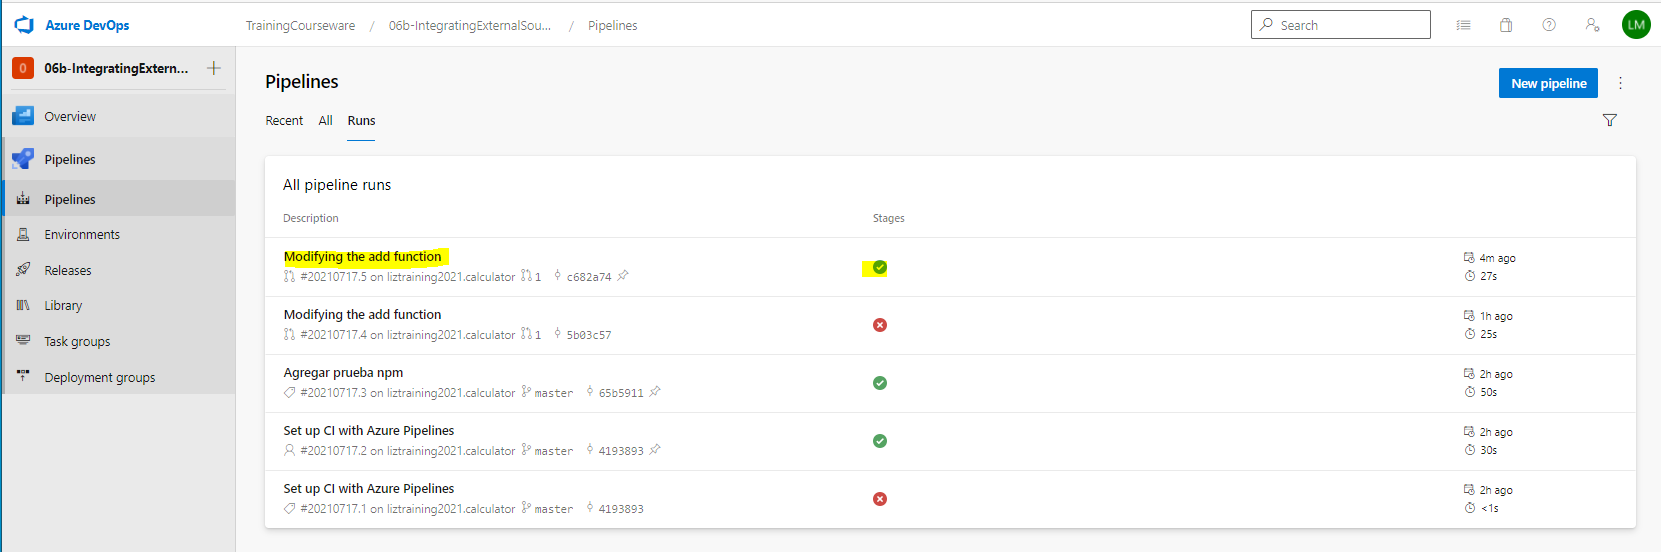 Azure DevOps
TrainingCourseware / 06b-IntegratingExternalSou... / Pipelines
Search
LM
O 06b-IntegratingExtern... +
Overview
Pipelines
Pipelines
Environments
Releases
Library
Task groups
Deployment groups
Pipelines
New pipeline
Recent All Runs
All pipeline runs
Description Stages
Modifying the add function
#20210717.5 on liztraining2021.calculator 1 c682a74
4m ago
27s
Modifying the add function
#20210717.4 on liztraining2021.calculator 1 5b03c57
1h ago
25s
Agregar prueba npm
#20210717.3 on liztraining2021.calculator master 65b5911
2h ago
50s
Set up CI with Azure Pipelines
#20210717.2 on liztraining2021.calculator master 4193893
2h ago
30s
Set up CI with Azure Pipelines
#20210717.1 on liztraining2021.calculator master 4193893
2h ago
<1s